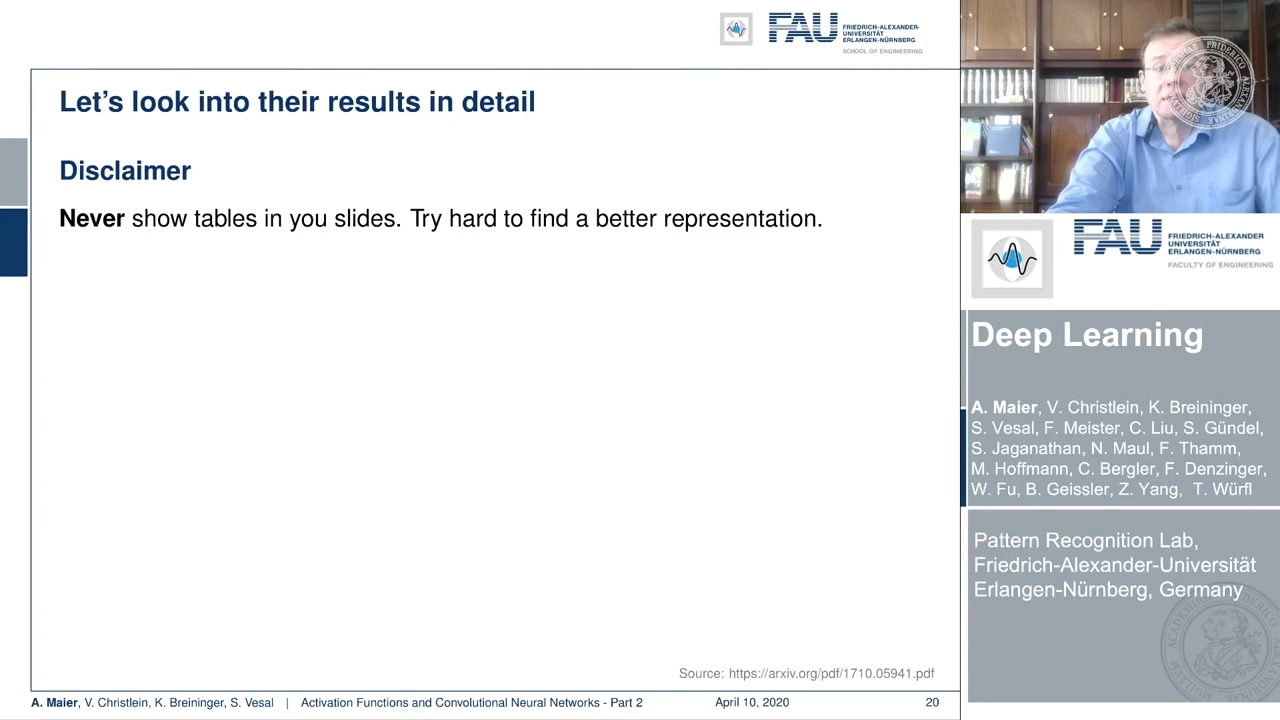 FAU
FRIEDRICH-ALEXANDER-
UNIVERSITÄT
ERLANGEN-NÜRNBERG
SCHOOL OF ENGINEERING
Let's look into their results in detail
Disclaimer
Never show tables in you slides. Try hard to find a better representation.
Source: https://arxiv.org/pdf/1710.05941.pdf
A. Maier, V. Christlein, K. Breininger, S. Vesal | Activation Functions and Convolutional Neural Networks - Part 2 April 10, 2020 20
FAU
FRIEDRICH-ALEXANDER
UNIVERSITÄT
ERLANGEN-NÜRNBERG
FACULTY OF ENGINEERING
Deep Learning
A. Maier, V. Christlein, K. Breininger,
S. Vesal, F. Meister, C. Liu, S. Gündel,
S. Jaganathan, N. Maul, F. Thamm,
M. Hoffmann, C. Bergler, F. Denzinger,
W. Fu, B. Geissler, Z. Yang, T. Würfl
Pattern Recognition Lab,
Friedrich-Alexander-Universität
Erlangen-Nürnberg, Germany